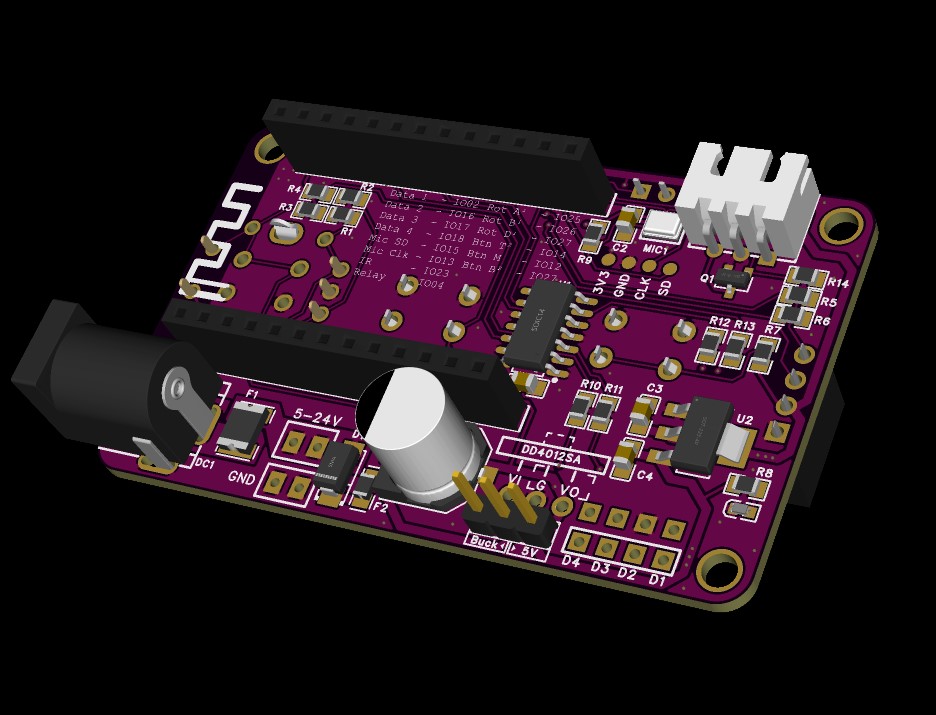 R4
R2
R3
R1
Data 1 - IO02 Rot A
Data 2 - IO16 Rot B
Data 3 - IO17 Rot
Data 4 - IO18 Btn
Mic SD - IO15 Btn
Mic Clk - IO13 Btn
IR - IO23
Relay - IO04
IO25
IO26
IO27
IO14
IO12
R9
C2
MIC1
3V3
GND
CLK
SD
Q1
R14
R5
R6
R12 R13 R7
R10 R11
C3
U2
C4
R8
F1
5-24V
DC1
GND
F2
DD4012SA
VI LG VO
Buck 5V
D4 D3 D2 D1